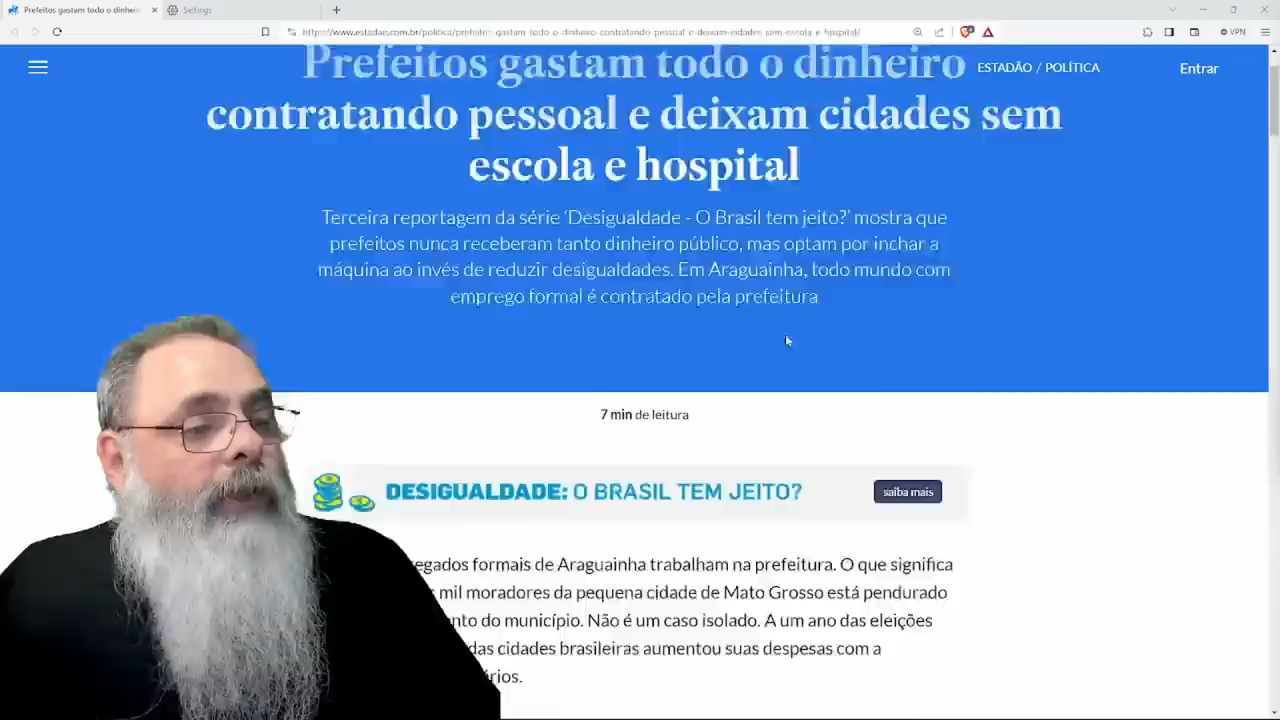 Prefeitos gastam todo o dinheir
Settings
https://www.estadao.com.br/politica/prefeitos-gastam-todo-o-dinheiro-contratando-pessoal-e-deixam-cidades-sem-escola-e-hospital/
VPN
Prefeitos gastam todo o dinheiro
ESTADÃO / POLÍTICA
Entrar
contratando pessoal e deixam cidades sem
escola e hospital
Terceira reportagem da série ‘Desigualdade - O Brasil tem jeito?’ mostra que
prefeitos nunca receberam tanto dinheiro público, mas optam por inchar a
máquina ao invés de reduzir desigualdades. Em Araguainha, todo mundo com
emprego formal é contratado pela prefeitura
7 min de leitura
DESIGUALDADE: O BRASIL TEM JEITO?
saiba mais
egados formais de Araguainha trabalham na prefeitura. O que significa
mil moradores da pequena cidade de Mato Grosso está pendurado
nto do município. Não é um caso isolado. A um ano das eleições
das cidades brasileiras aumentou suas despesas com a
rios.